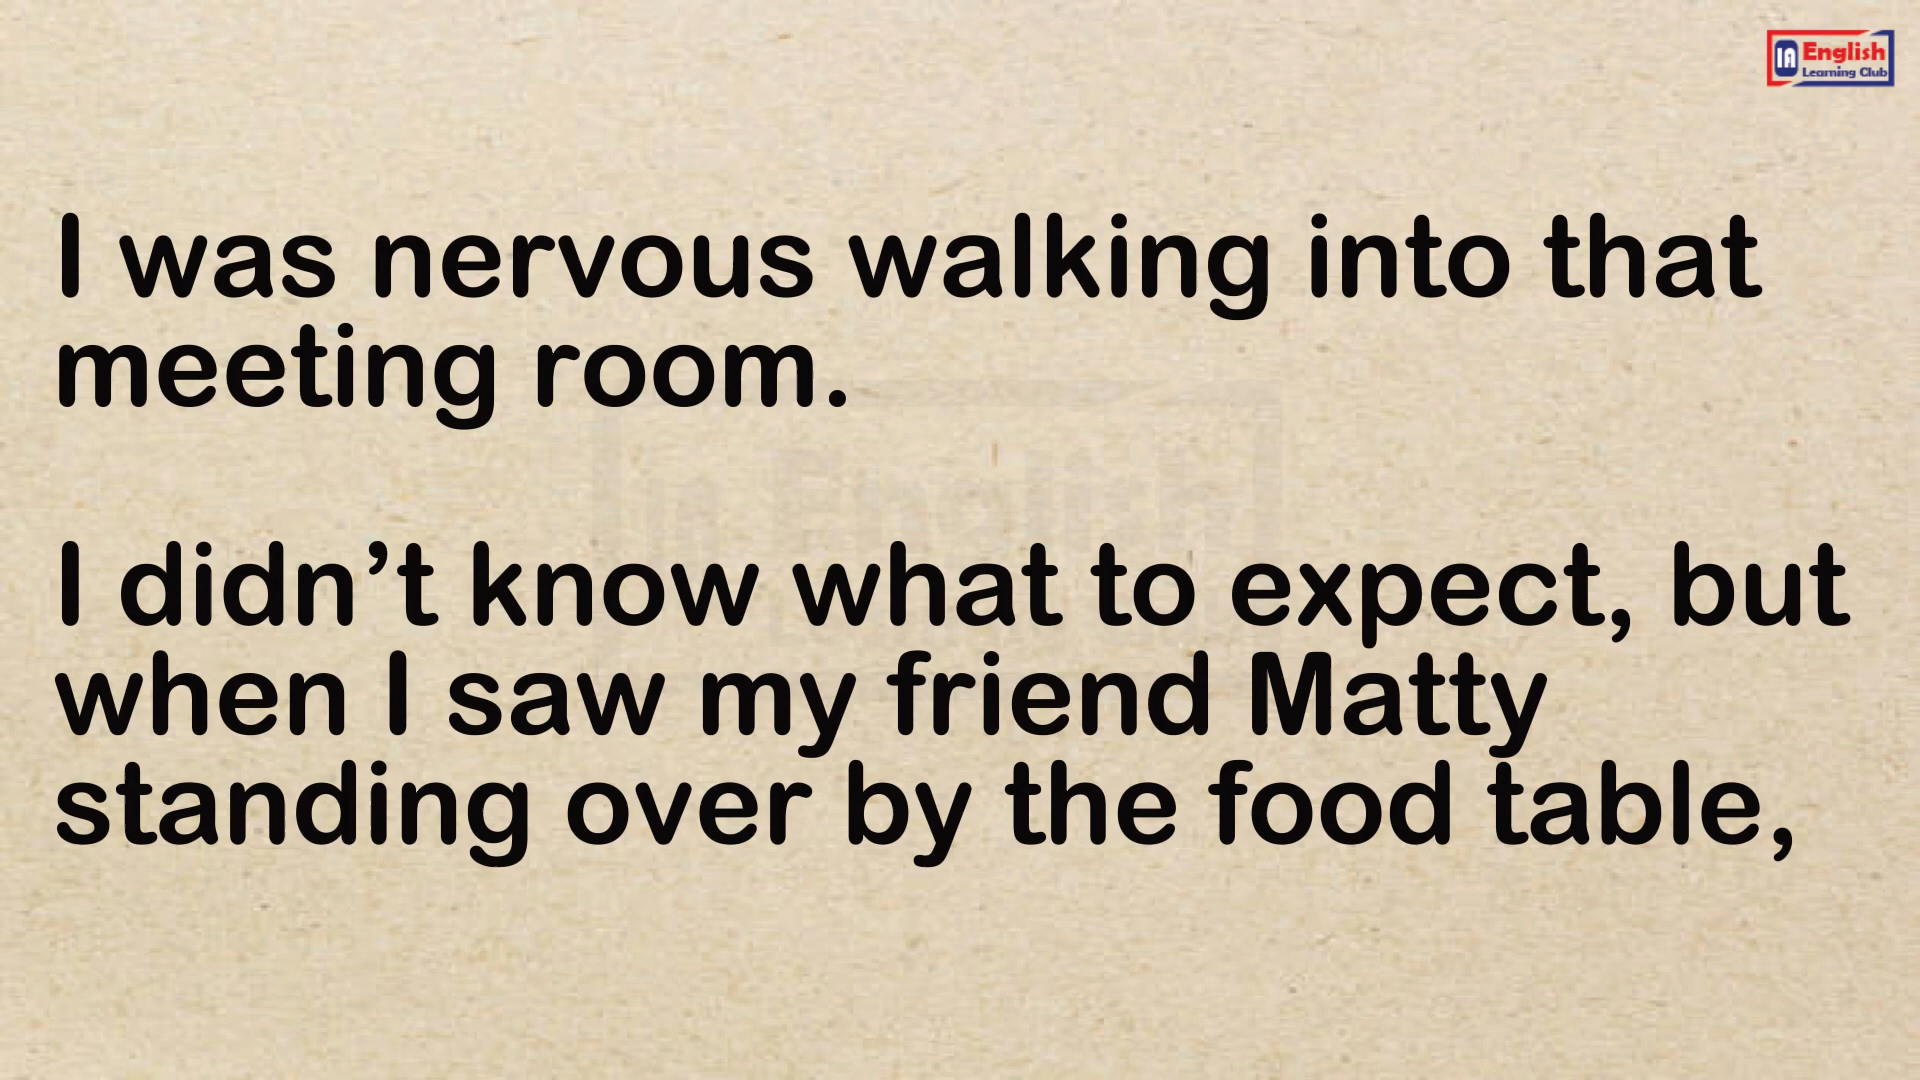 IA English
Learning Club
I was nervous walking into that
meeting room.
I didn’t know what to expect, but
when I saw my friend Matty
standing over by the food table,